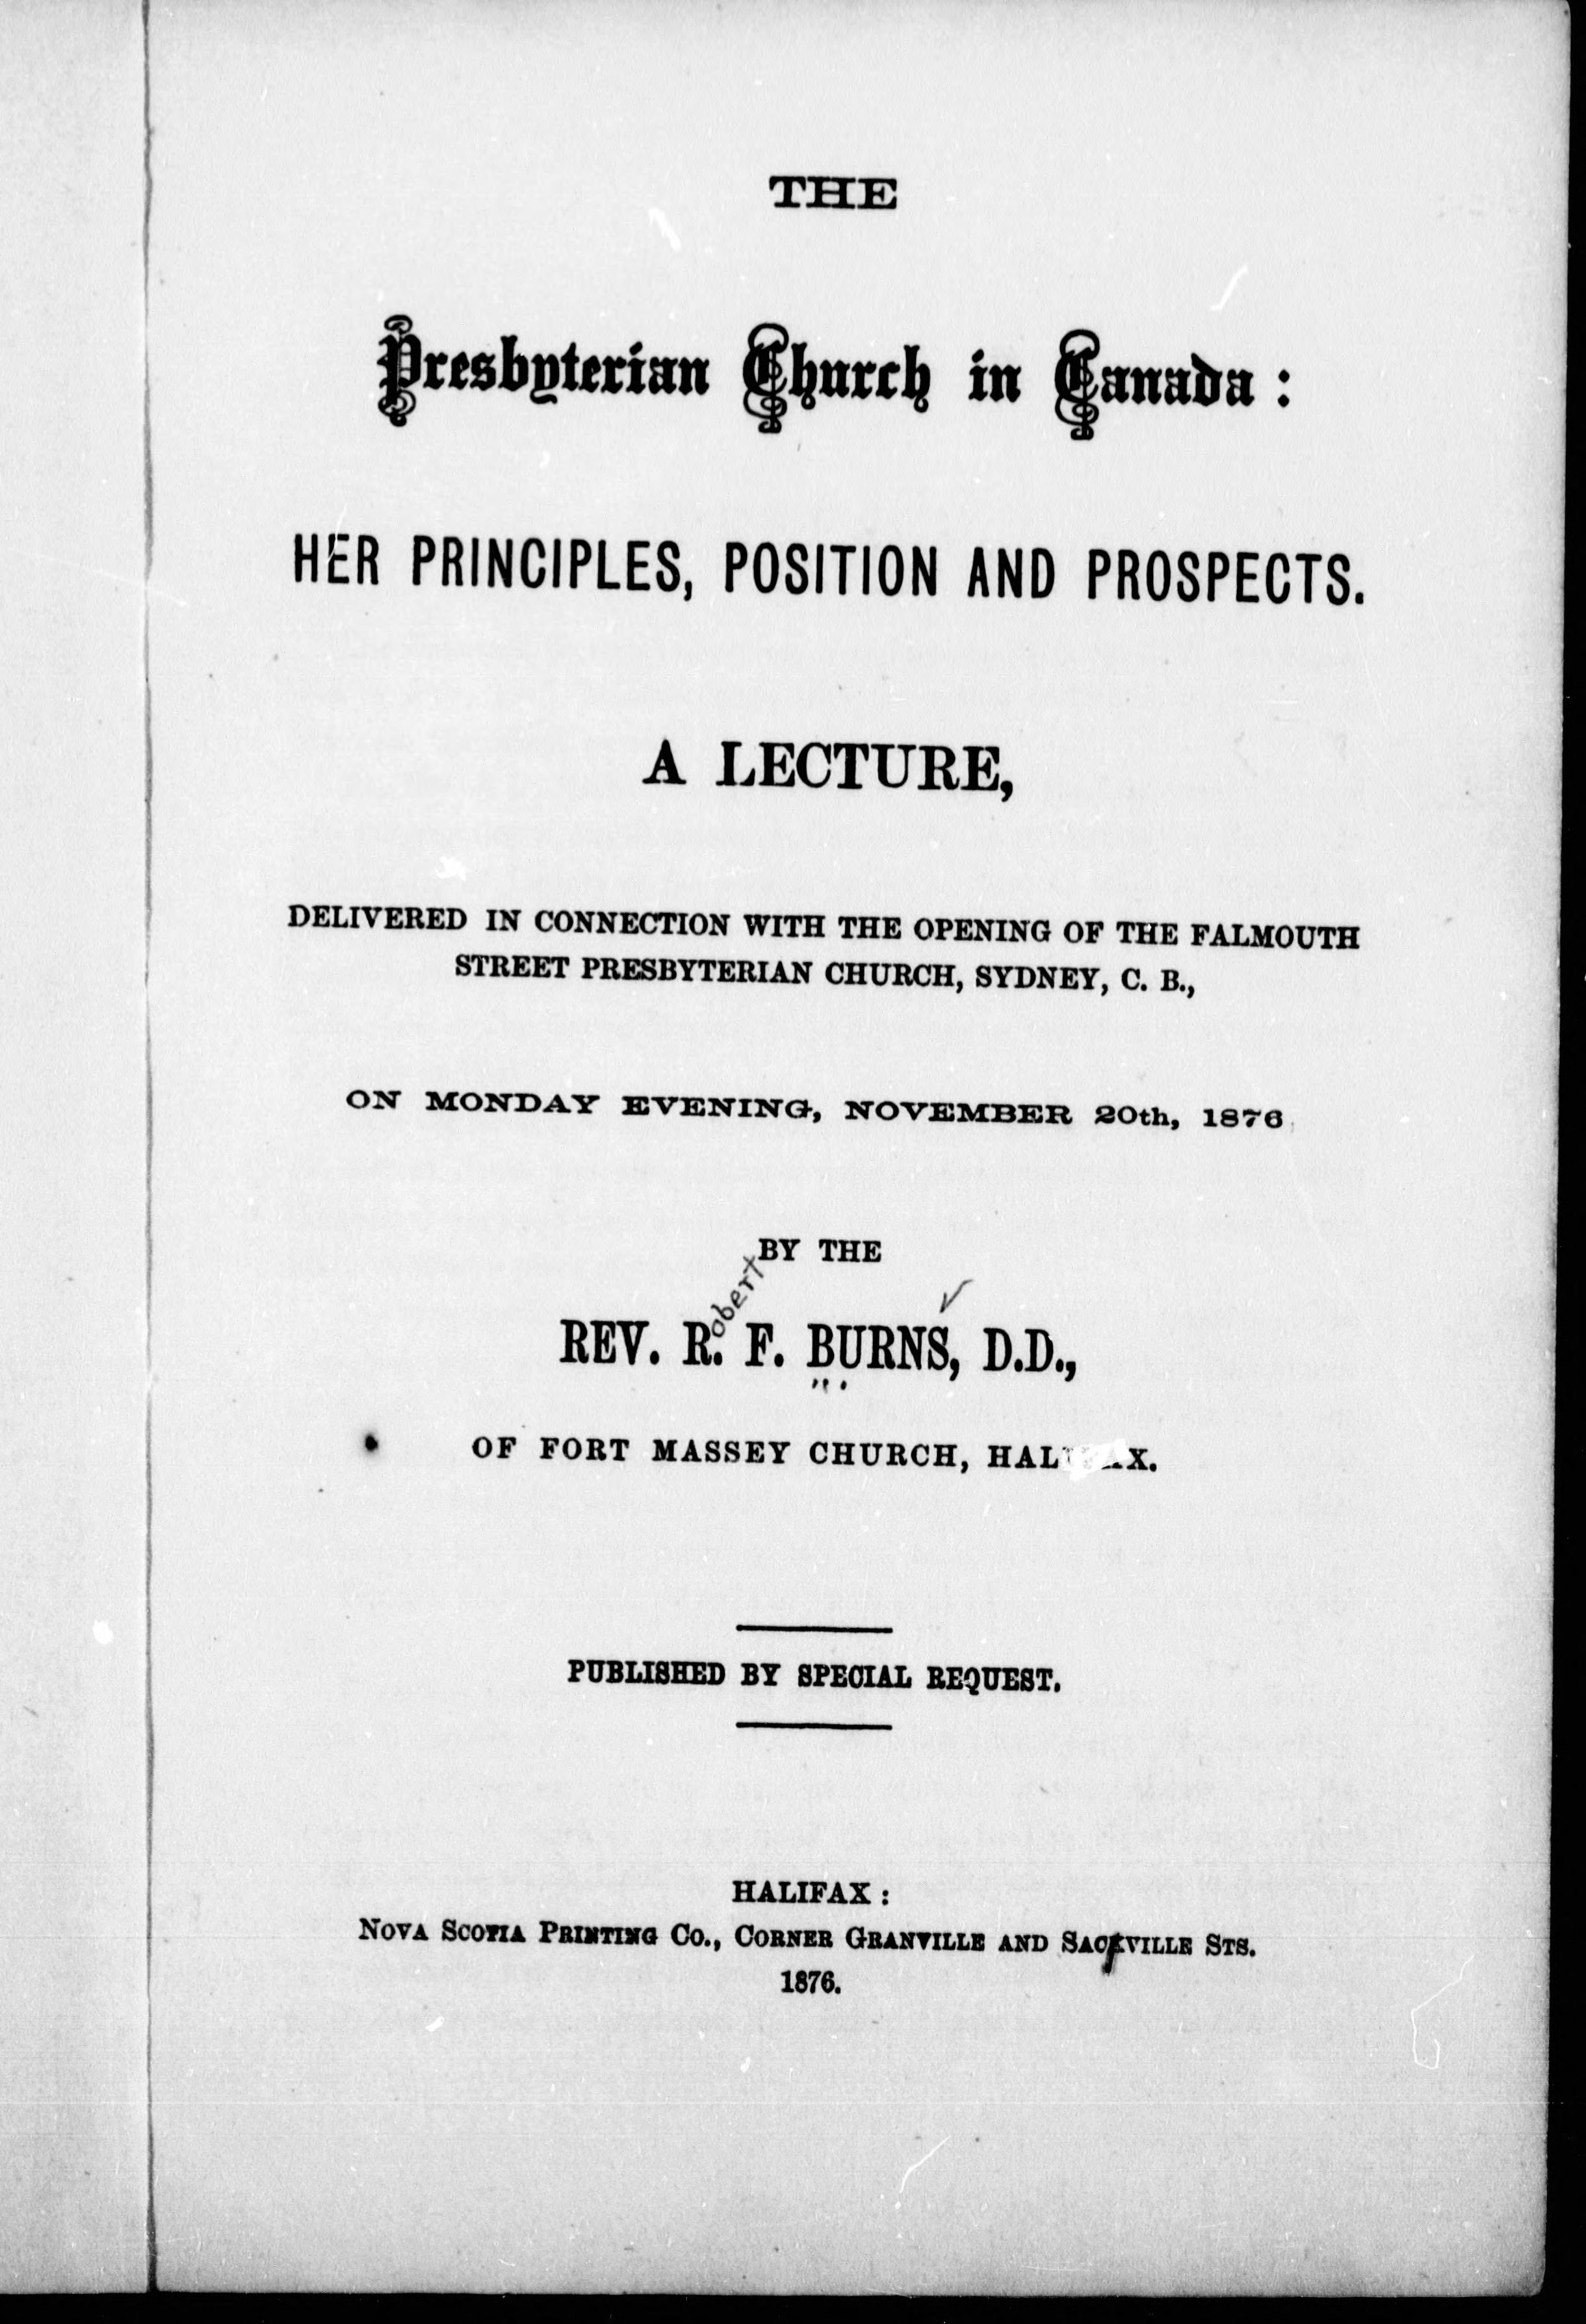 THE
Presbyterian Church in Canada:
HER PRINCIPLES, POSITION AND PROSPECTS.
A LECTURE,
DELIVERED IN CONNECTION WITH THE OPENING OF THE FALMOUTH
STREET PRESBYTERIAN CHURCH, SYDNEY, C. B.,
ON MONDAY EVENING, NOVEMBER 20th, 1876
BY THE
obert
REV. R. F. BURNS, D.D.,
OF FORT MASSEY CHURCH, HALIFAX.
PUBLISHED BY SPECIAL REQUEST.
HALIFAX:
NOVA SCOTIA PRINTING CO., CORNER GRANVILLE AND SACKVILLE STS.
1876.